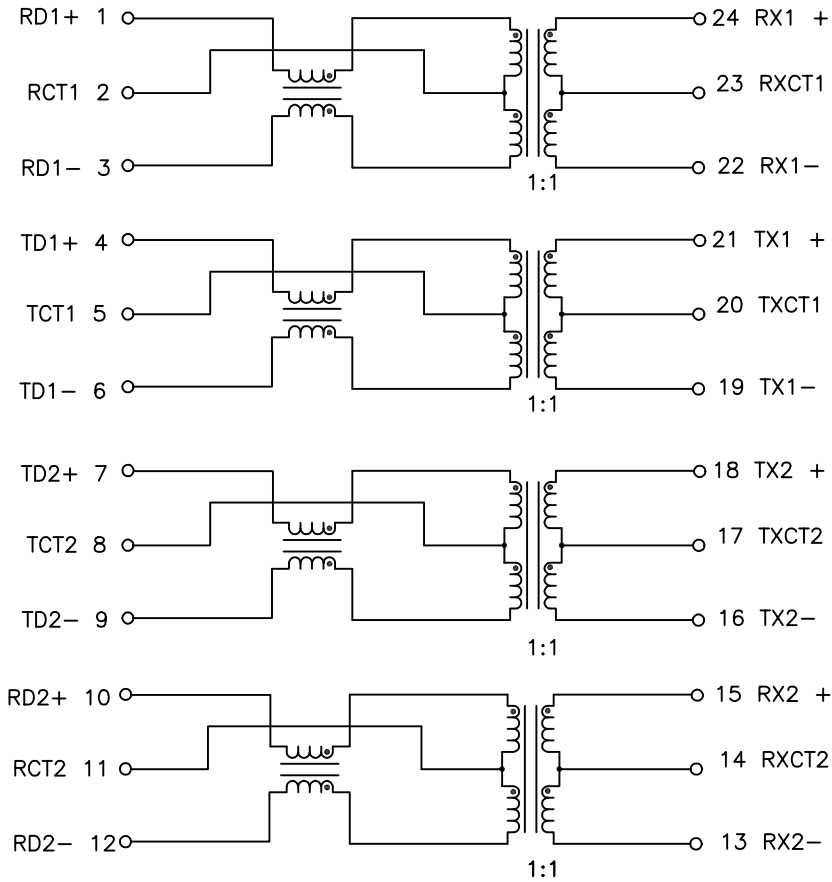 RD1+ 1 24 RX1 +
RCT1 2 23 RXCT1
RD1- 3 22 RX1-
1:1
TD1+ 4 21 TX1 +
TCT1 5 20 TXCT1
TD1- 6 19 TX1-
1:1
TD2+ 7 18 TX2 +
TCT2 8 17 TXCT2
TD2- 9 16 TX2-
1:1
RD2+ 10 15 RX2 +
RCT2 11 14 RXCT2
RD2- 12 13 RX2-
1:1